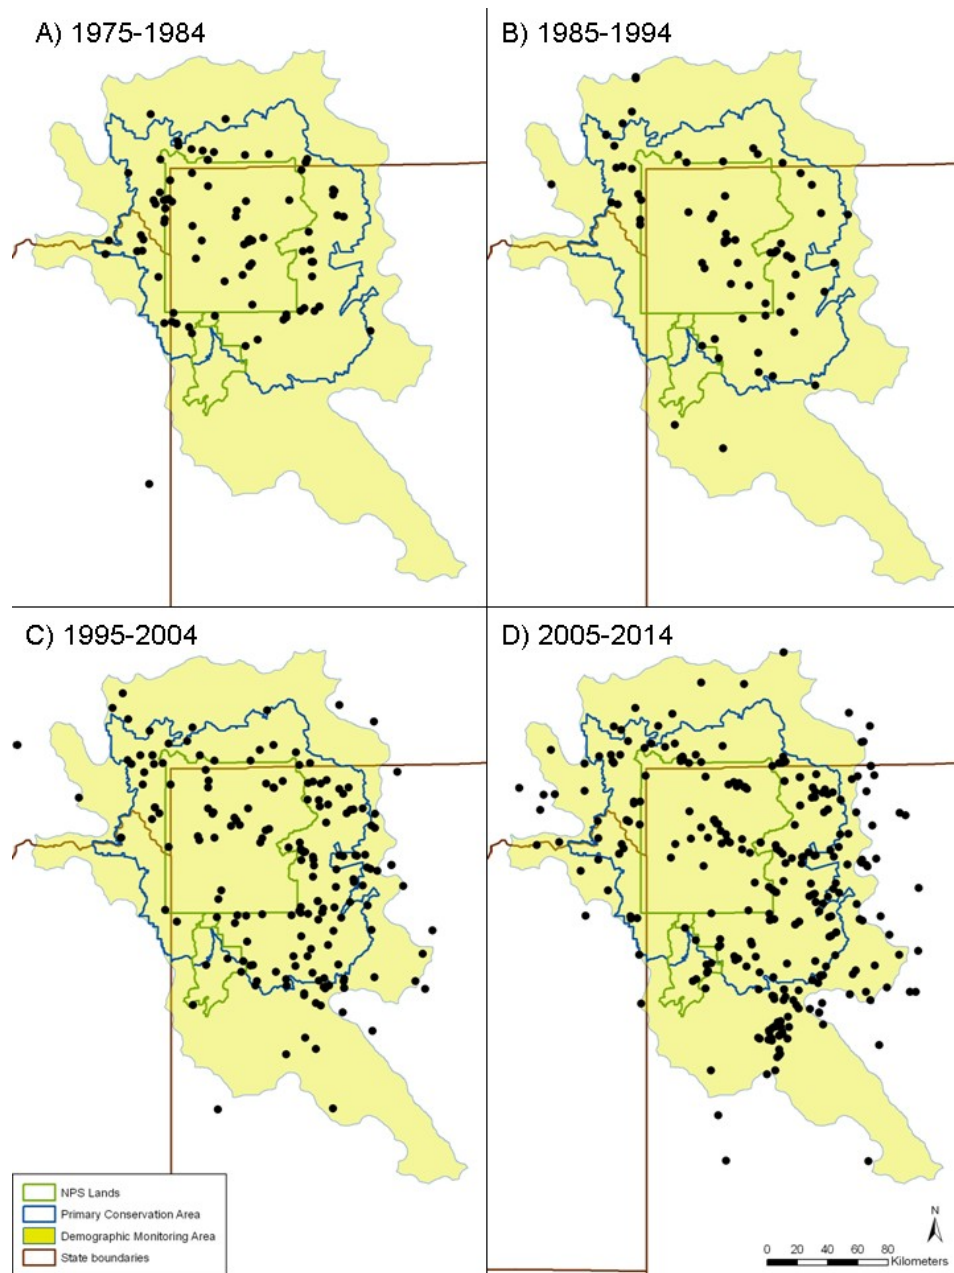 A) 1975-1984
B) 1985-1994
C) 1995-2004
D) 2005-2014
NPS Lands
Primary Conservation Area
Demographic Monitoring Area
State boundaries
N
0 20 40 60 80
Kilometers